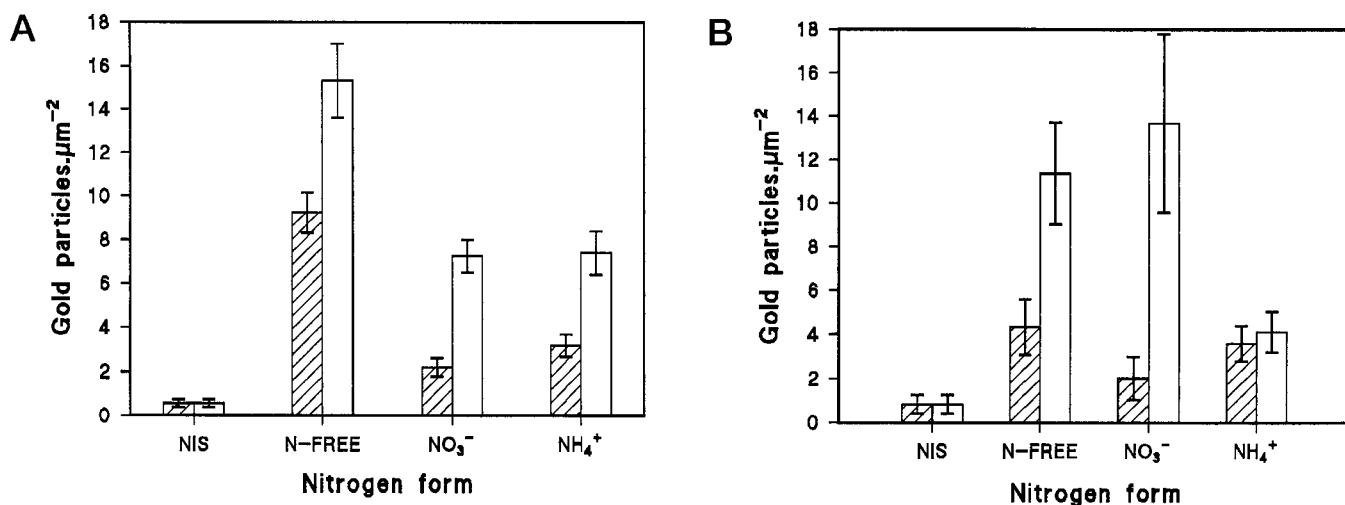 A
Gold particles.μm⁻²
18
16
14
12
10
8
6
4
2
0
NIS N-FREE NO₃⁻ NH₄⁺
Nitrogen form
B
Gold particles.μm⁻²
18
16
14
12
10
8
6
4
2
0
NIS N-FREE NO₃⁻ NH₄⁺
Nitrogen form